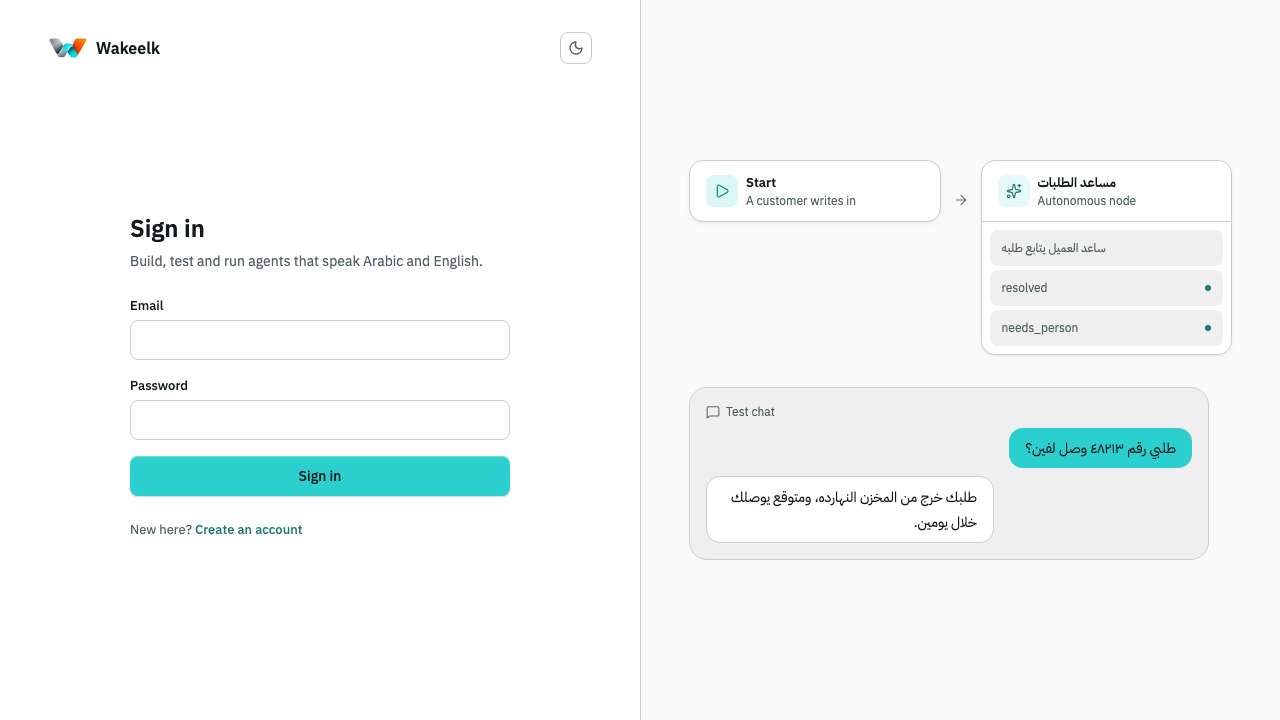 Wakeelk
Sign in
Build, test and run agents that speak Arabic and English.
Email
Password
Sign in
New here? Create an account
Start
A customer writes in
مساعد الطلبات
Autonomous node
ساعد العميل يتابع طلبه
resolved
needs_person
Test chat
طلبي رقم ٤٨٢١٣ وصل لفين؟
طلبك خرج من المخزن النهارده، ومتوقع يوصلك
خلال يومين.